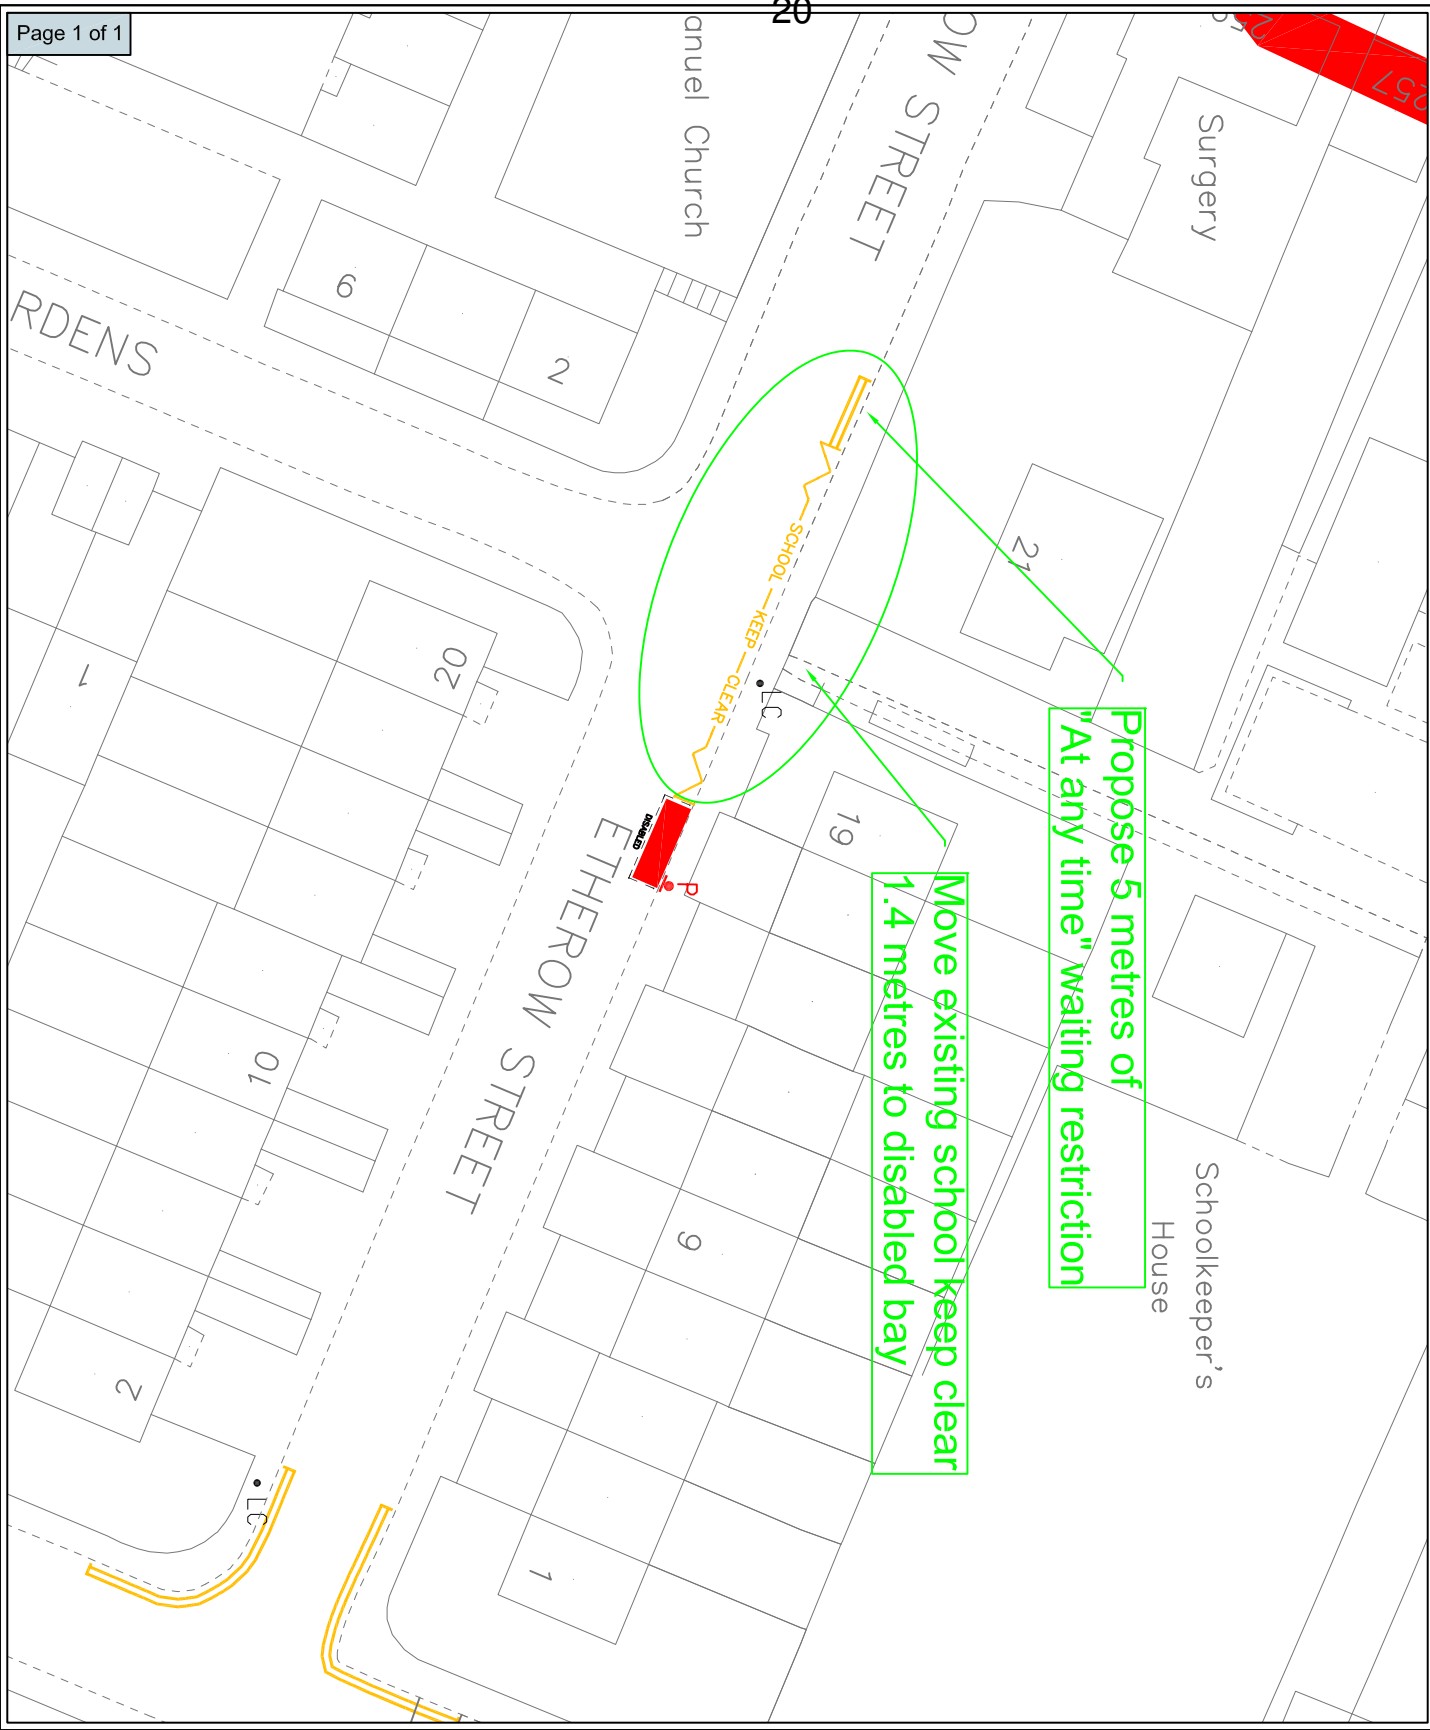 20
Page 1 of 1
anuel Church
OW STREET
Surgery
257
6
2
RDENS
21
SCHOOL KEEP CLEAR
LC
20
1
19
DISABLED
P
ETHEROW STREET
Propose 5 metres of
"At any time" waiting restriction
Move existing school keep clear
1.4 metres to disabled bay
10
9
Schoolkeeper's
House
2
LC
1